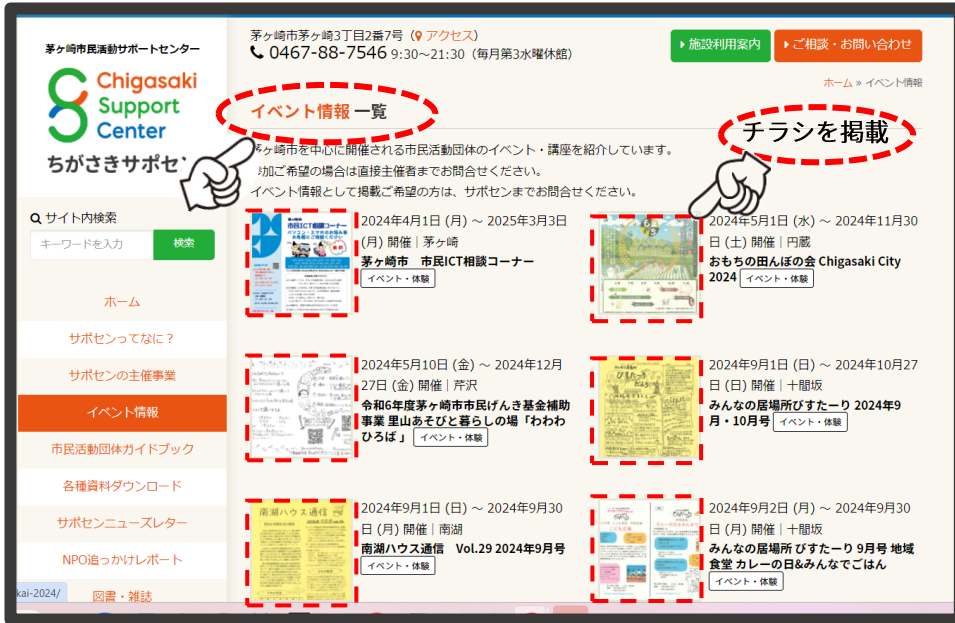 茅ヶ崎市民活動サポートセンター
Chigasaki
Support
Center
ちがさきサポセン
サイト内検索
キーワードを入力 検索
ホーム
サポセンってなに？
サポセンの主催事業
イベント情報
市民活動団体ガイドブック
各種資料ダウンロード
サポセンニューズレター
NPO追っかけレポート
図書・雑誌
kai-2024/
茅ヶ崎市茅ヶ崎3丁目2番7号（アクセス）
0467-88-7546 9:30～21:30（毎月第3水曜休館）
施設利用案内
ご相談・お問い合わせ
ホーム » イベント情報
イベント情報 一覧
チラシを掲載
茅ヶ崎市を中心に開催される市民活動団体のイベント・講座を紹介しています。
参加ご希望の場合は直接主催者までお問合せください。
イベント情報として掲載ご希望の方は、サポセンまでお問合せください。
市民ICT相談コーナー
2024年4月1日 (月) ～ 2025年3月3日
(月) 開催｜茅ヶ崎
茅ヶ崎市　市民ICT相談コーナー
イベント・体験
2024年5月1日 (水) ～ 2024年11月30
日 (土) 開催｜円蔵
おもちの田んぼの会 Chigasaki City
2024 イベント・体験
2024年5月10日 (金) ～ 2024年12月
27日 (金) 開催｜芹沢
令和6年度茅ヶ崎市市民げんき基金補助
事業 里山あそびと暮らしの場「わわわ
ひろば 」 イベント・体験
2024年9月1日 (日) ～ 2024年10月27
日 (日) 開催｜十間坂
みんなの居場所びすたーり 2024年9
月・10月号 イベント・体験
南湖ハウス通信
2024年9月1日 (日) ～ 2024年9月30
日 (月) 開催｜南湖
南湖ハウス通信　Vol.29 2024年9月号
イベント・体験
2024年9月2日 (月) ～ 2024年9月30
日 (月) 開催｜十間坂
みんなの居場所 びすたーり 9月号 地域
食堂 カレーの日&みんなでごはん
イベント・体験